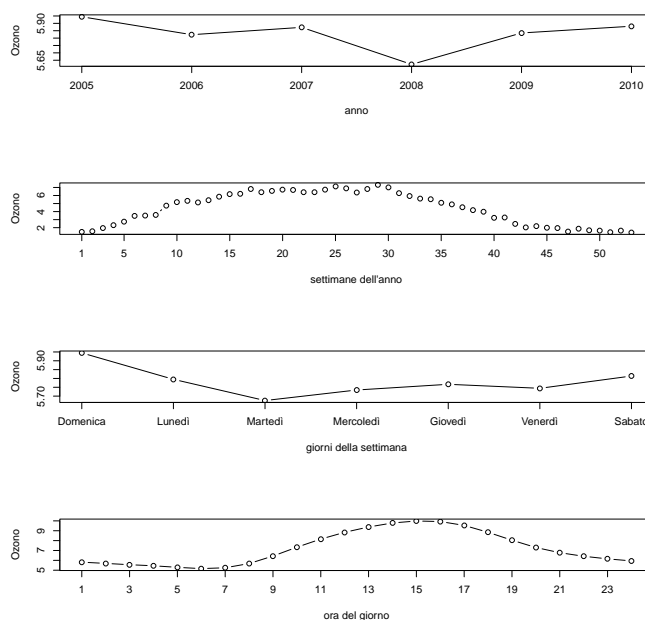 Ozono
5.90
5.65
2005 2006 2007 2008 2009 2010
anno
Ozono
6
4
2
1 5 10 15 20 25 30 35 40 45 50
settimane dell'anno
Ozono
5.90
5.70
Domenica Lunedì Martedì Mercoledì Giovedì Venerdì Sabato
giorni della settimana
Ozono
9
7
5
1 3 5 7 9 11 13 15 17 19 21 23
ora del giorno